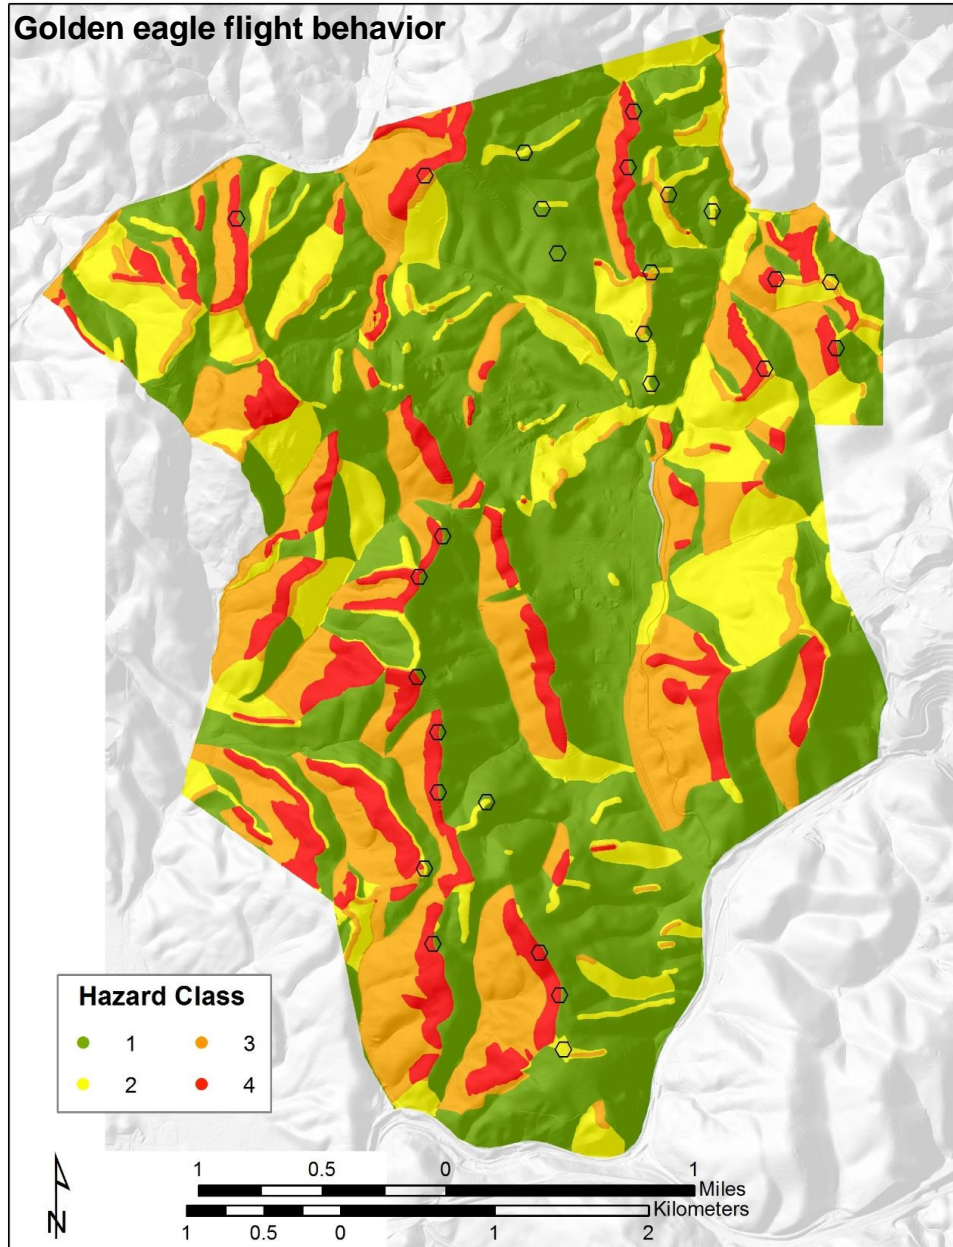 Golden eagle flight behavior
Hazard Class
1 3
2 4
N
1 0.5 0 1
Miles
Kilometers
1 0.5 0 1 2